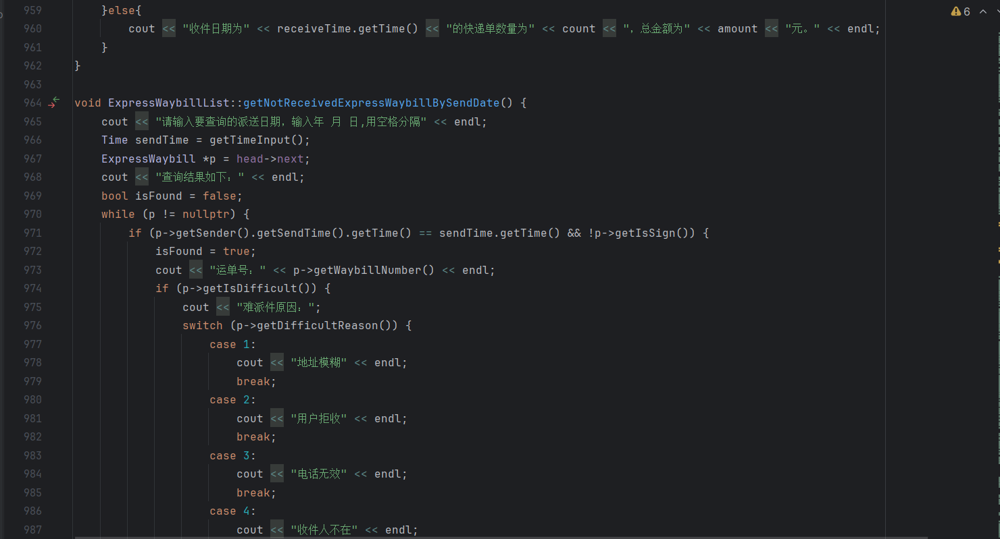 959 }else{
960 cout << "收件日期为" << receiveTime.getTime() << "的快递单数量为" << count << "，总金额为" << amount << "元。" << endl;
961 }
962 }
963
964 void ExpressWaybillList::getNotReceivedExpressWaybillBySendDate() {
965 cout << "请输入要查询的派送日期，输入年 月 日,用空格分隔" << endl;
966 Time sendTime = getTimeInput();
967 ExpressWaybill *p = head->next;
968 cout << "查询结果如下：" << endl;
969 bool isFound = false;
970 while (p != nullptr) {
971 if (p->getSender().getSendTime().getTime() == sendTime.getTime() && !p->getIsSign()) {
972 isFound = true;
973 cout << "运单号：" << p->getWaybillNumber() << endl;
974 if (p->getIsDifficult()) {
975 cout << "难派件原因：";
976 switch (p->getDifficultReason()) {
977 case 1:
978 cout << "地址模糊" << endl;
979 break;
980 case 2:
981 cout << "用户拒收" << endl;
982 break;
983 case 3:
984 cout << "电话无效" << endl;
985 break;
986 case 4:
987 cout << "收件人不在" << endl;
6